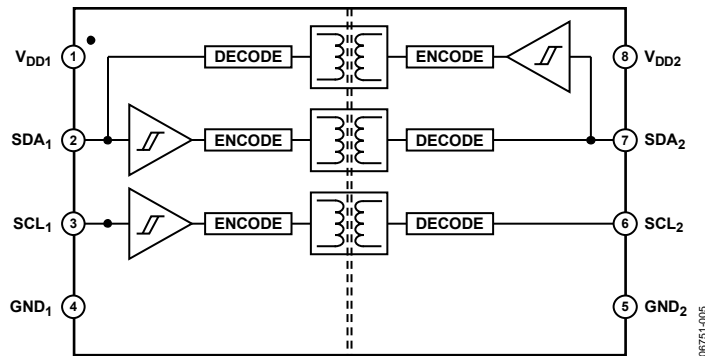 V_DD1 1 DECODE ENCODE 8 V_DD2
SDA_1 2 ENCODE DECODE 7 SDA_2
SCL_1 3 ENCODE DECODE 6 SCL_2
GND_1 4 5 GND_2
06751-005